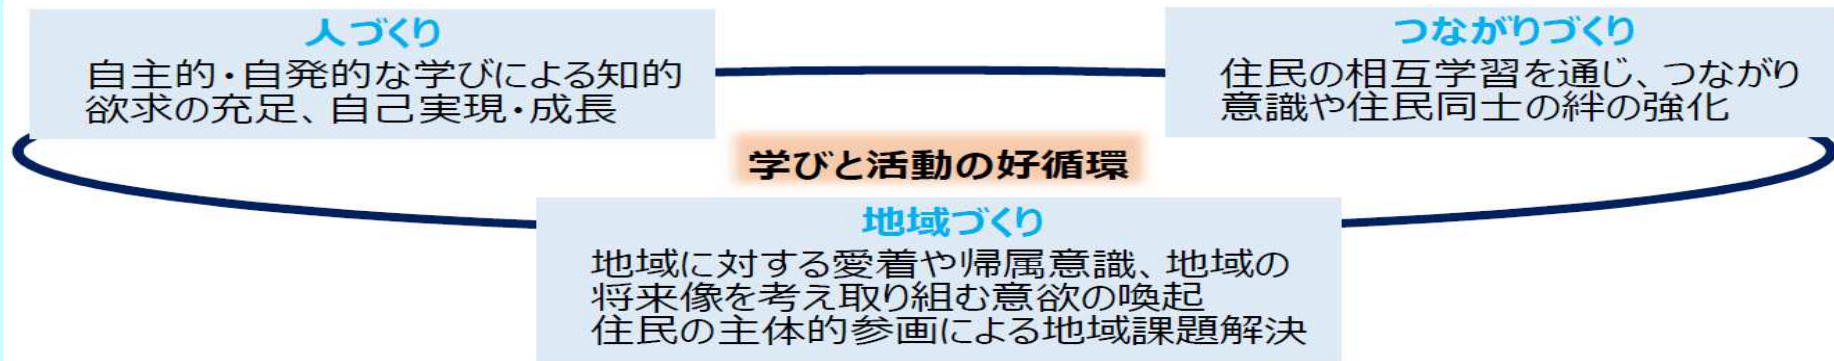 人づくり
自主的・自発的な学びによる知的
欲求の充足、自己実現・成長
つながりづくり
住民の相互学習を通じ、つながり
意識や住民同士の絆の強化
学びと活動の好循環
地域づくり
地域に対する愛着や帰属意識、地域の
将来像を考え取り組む意欲の喚起
住民の主体的参画による地域課題解決